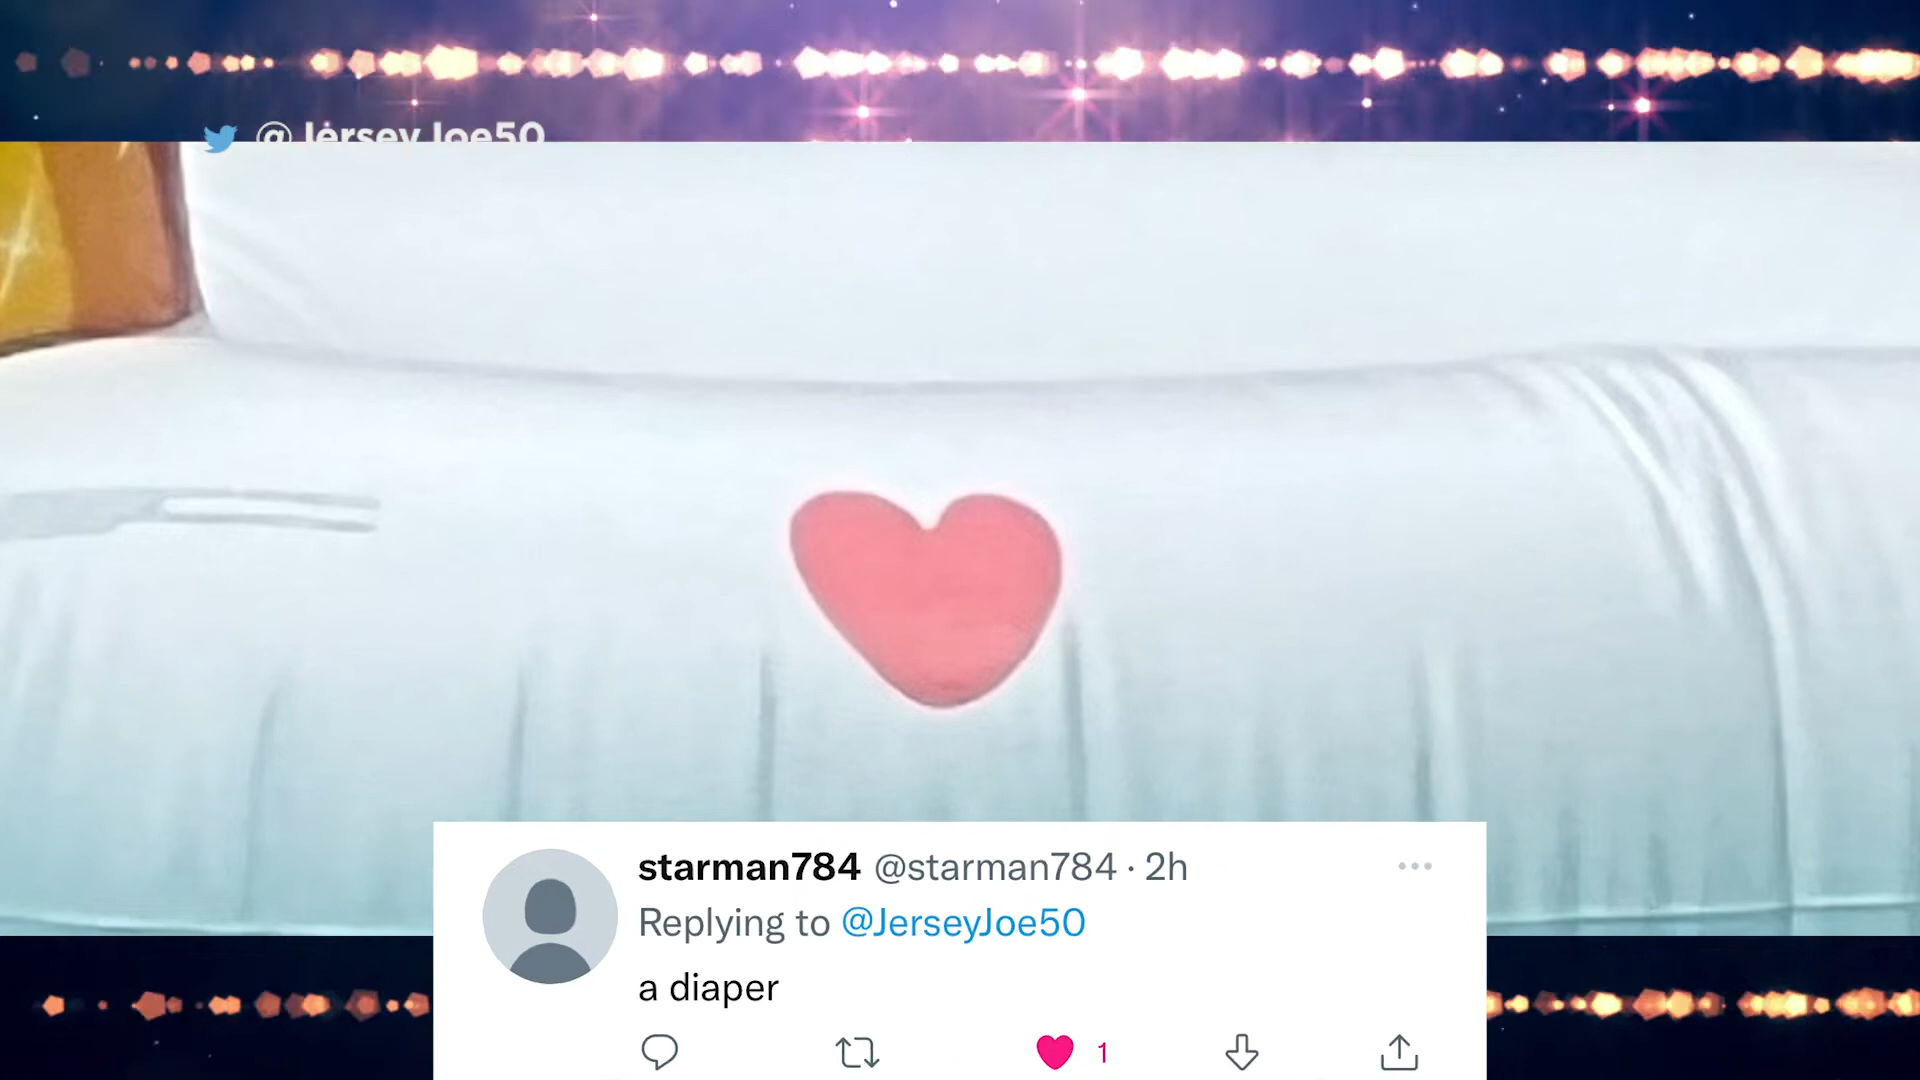 @JerseyJoe50
starman784 @starman784 · 2h
Replying to @JerseyJoe50
a diaper
1